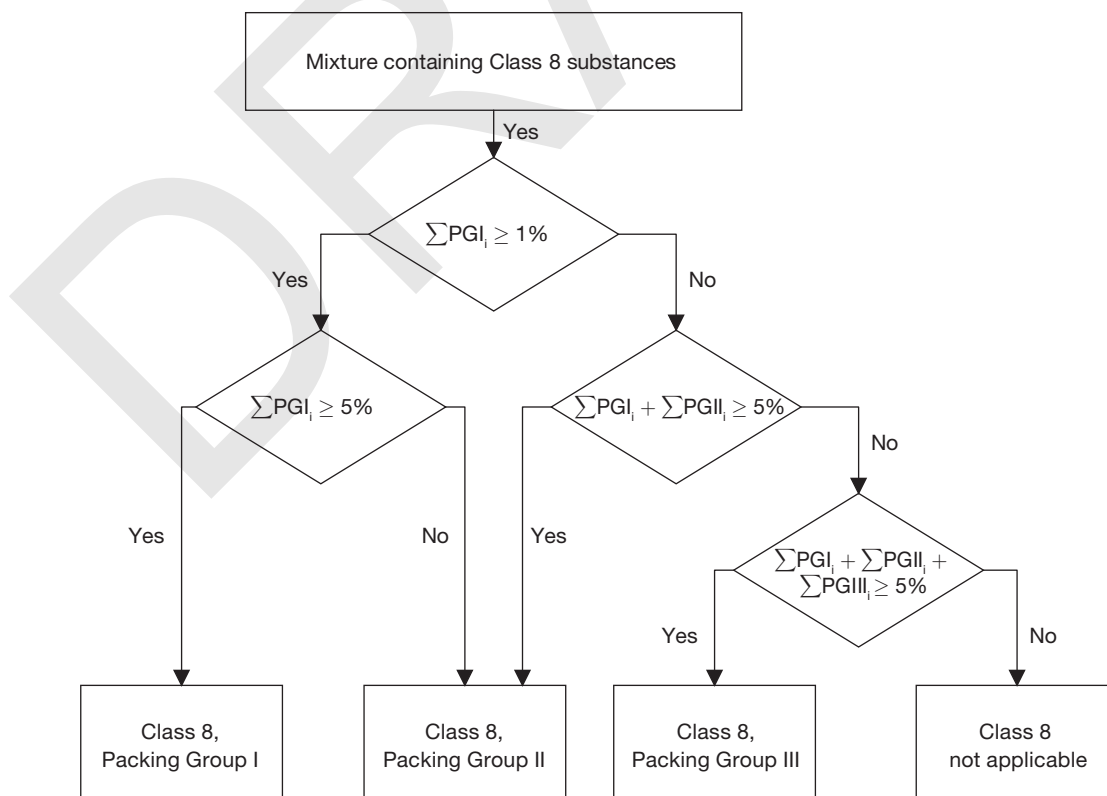 Mixture containing Class 8 substances
Yes
∑PGIᵢ ≥ 1%
Yes
No
∑PGIᵢ ≥ 5%
∑PGIᵢ + ∑PGIIᵢ ≥ 5%
No
Yes
No
Yes
∑PGIᵢ + ∑PGIIᵢ +
∑PGIIIᵢ ≥ 5%
Yes
No
Class 8,
Packing Group I
Class 8,
Packing Group II
Class 8,
Packing Group III
Class 8
not applicable